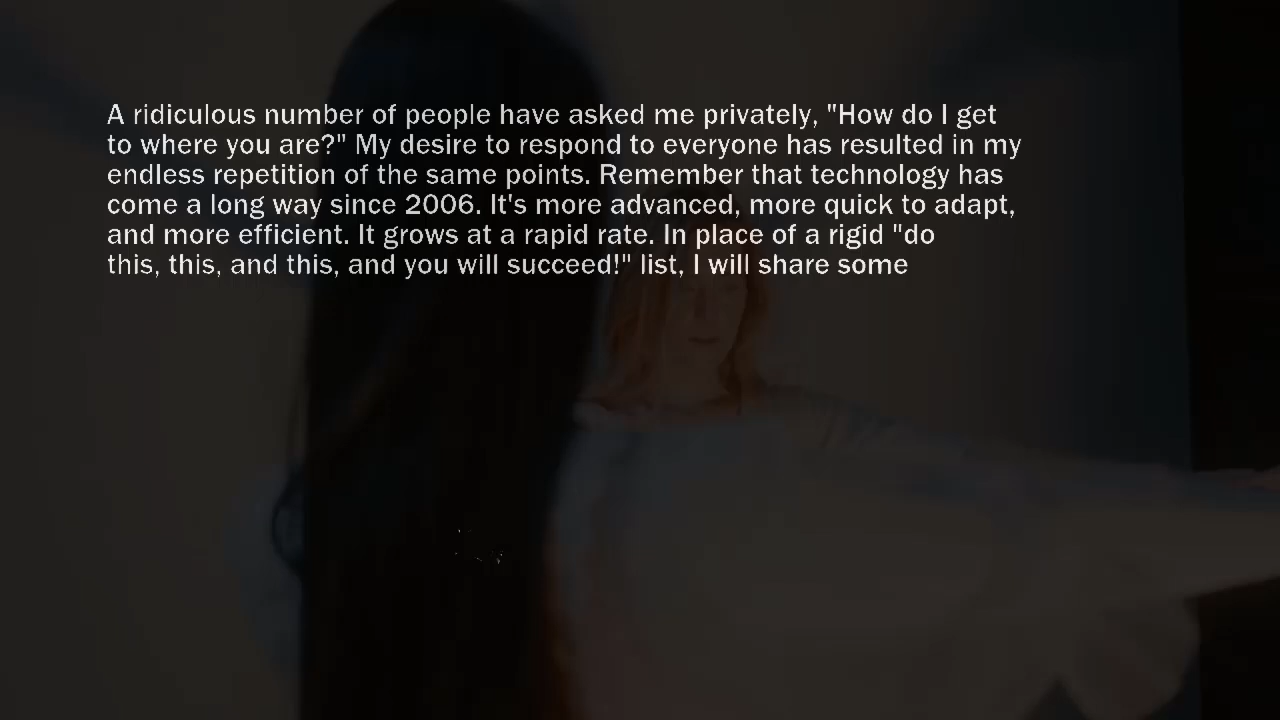 A ridiculous number of people have asked me privately, "How do I get
to where you are?" My desire to respond to everyone has resulted in my
endless repetition of the same points. Remember that technology has
come a long way since 2006. It's more advanced, more quick to adapt,
and more efficient. It grows at a rapid rate. In place of a rigid "do
this, this, and this, and you will succeed!" list, I will share some